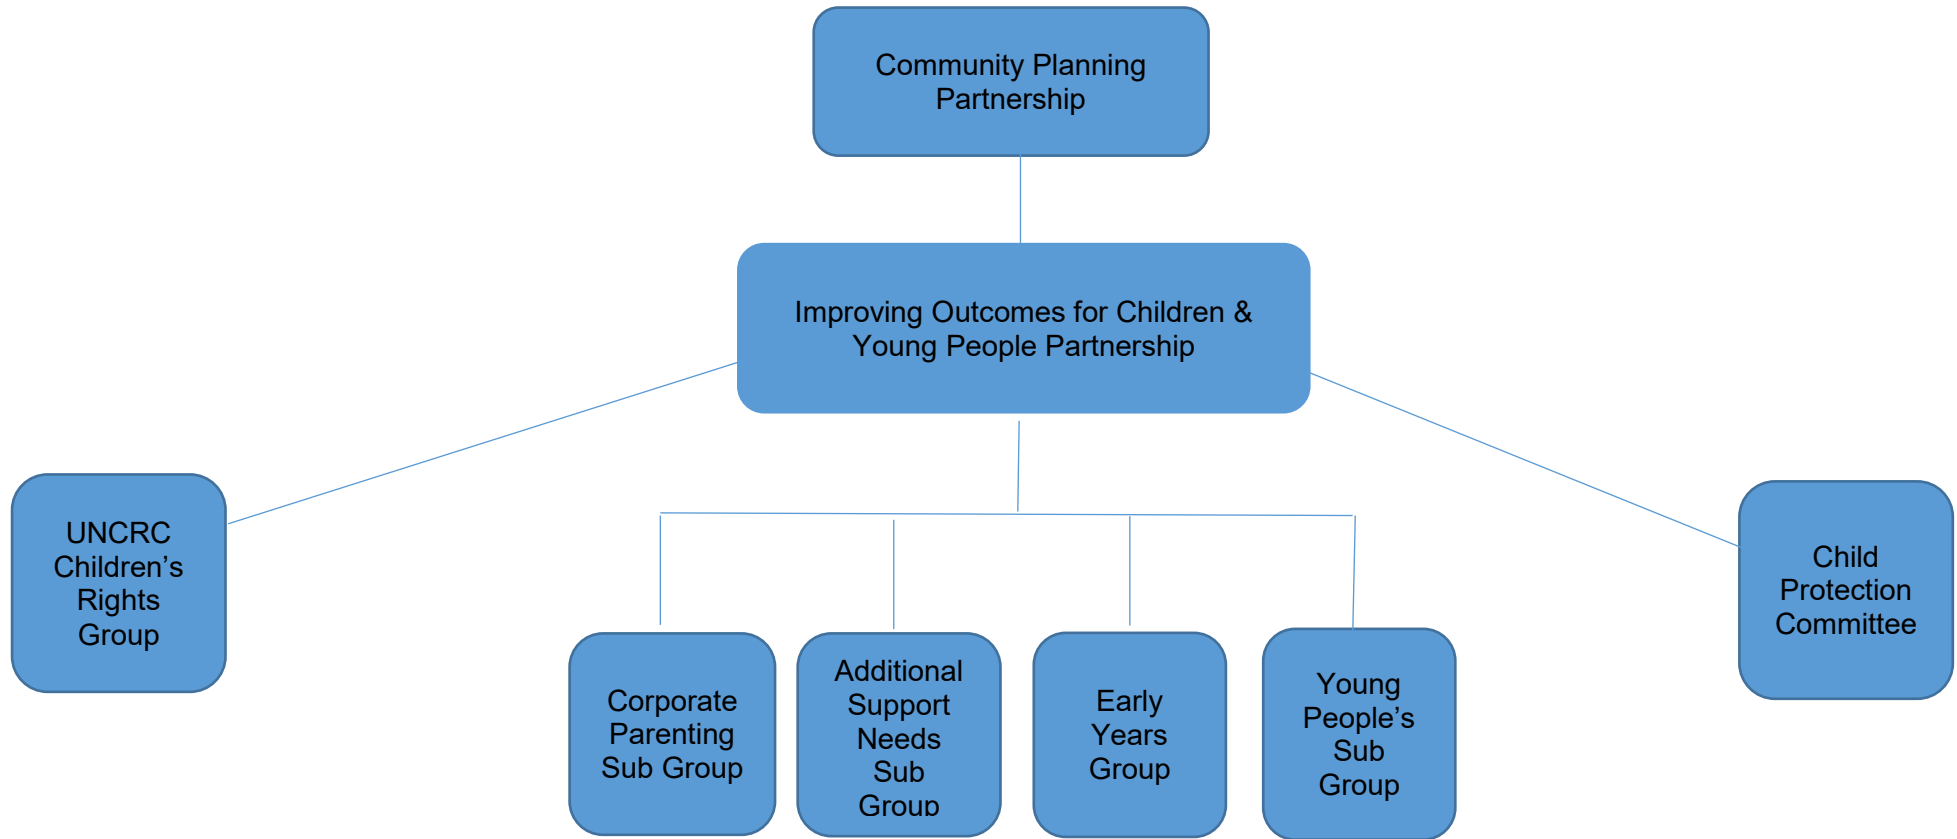 Community Planning
Partnership
Improving Outcomes for Children &
Young People Partnership
UNCRC
Children’s
Rights
Group
Corporate
Parenting
Sub Group
Additional
Support
Needs
Sub
Group
Early
Years
Group
Young
People’s
Sub
Group
Child
Protection
Committee